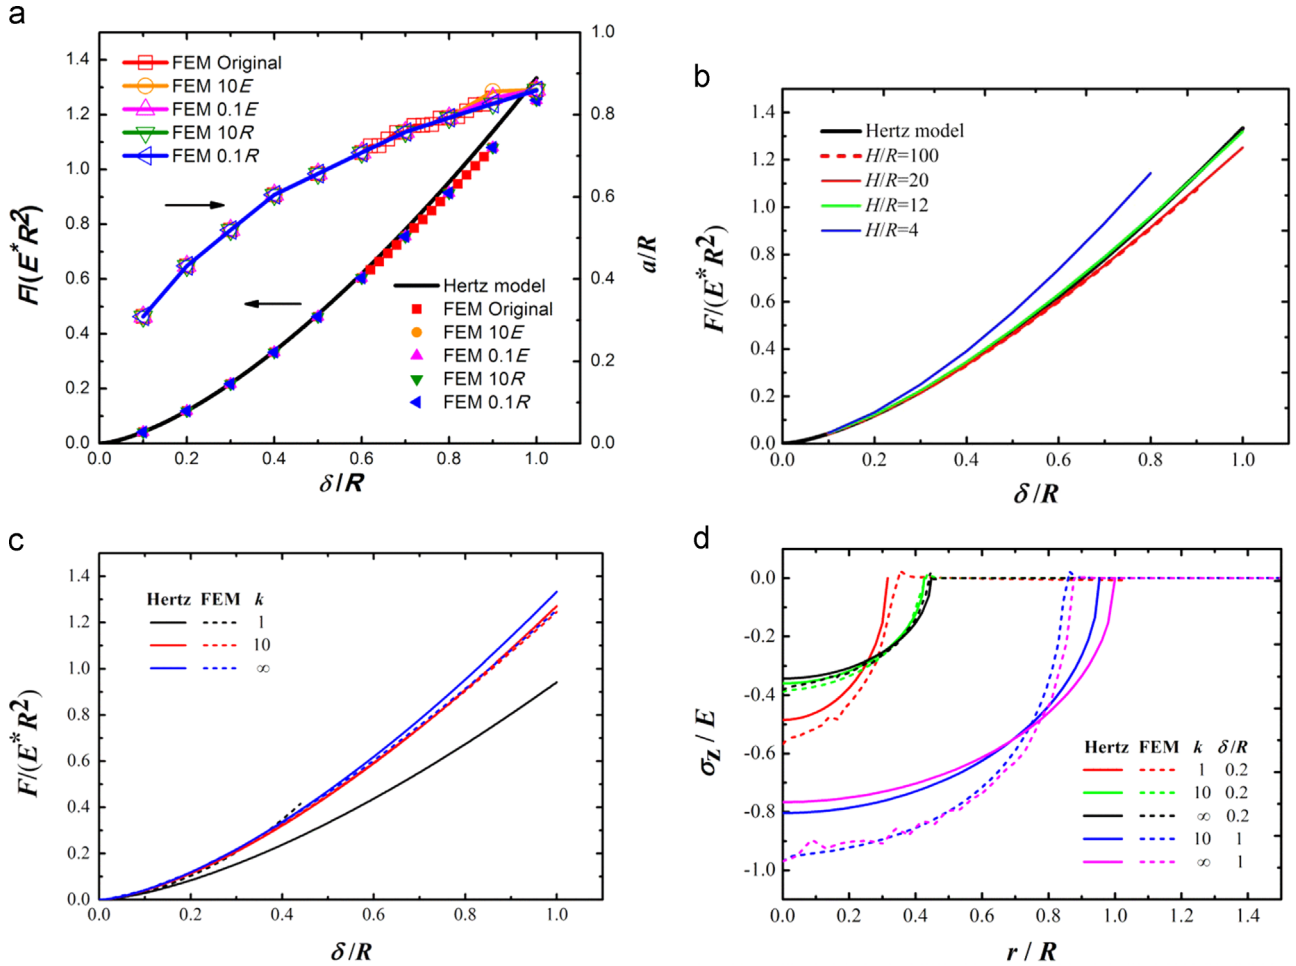 a
1.4
1.2
1.0
0.8
0.6
0.4
0.2
0.0
F/(E*R²)
0.0 0.2 0.4 0.6 0.8 1.0
δ/R
1.0
0.8
0.6
0.4
0.2
0.0
a/R
FEM Original
FEM 10E
FEM 0.1E
FEM 10R
FEM 0.1R
Hertz model
FEM Original
FEM 10E
FEM 0.1E
FEM 10R
FEM 0.1R
b
1.4
1.2
1.0
0.8
0.6
0.4
0.2
0.0
F/(E*R²)
0.0 0.2 0.4 0.6 0.8 1.0
δ/R
Hertz model
H/R=100
H/R=20
H/R=12
H/R=4
c
1.4
1.2
1.0
0.8
0.6
0.4
0.2
0.0
F/(E*R²)
0.0 0.2 0.4 0.6 0.8 1.0
δ/R
Hertz FEM k
1
10
∞
d
0.0
-0.2
-0.4
-0.6
-0.8
-1.0
σz/E
0.0 0.2 0.4 0.6 0.8 1.0 1.2 1.4
r/R
Hertz FEM k δ/R
1 0.2
10 0.2
∞ 0.2
10 1
∞ 1